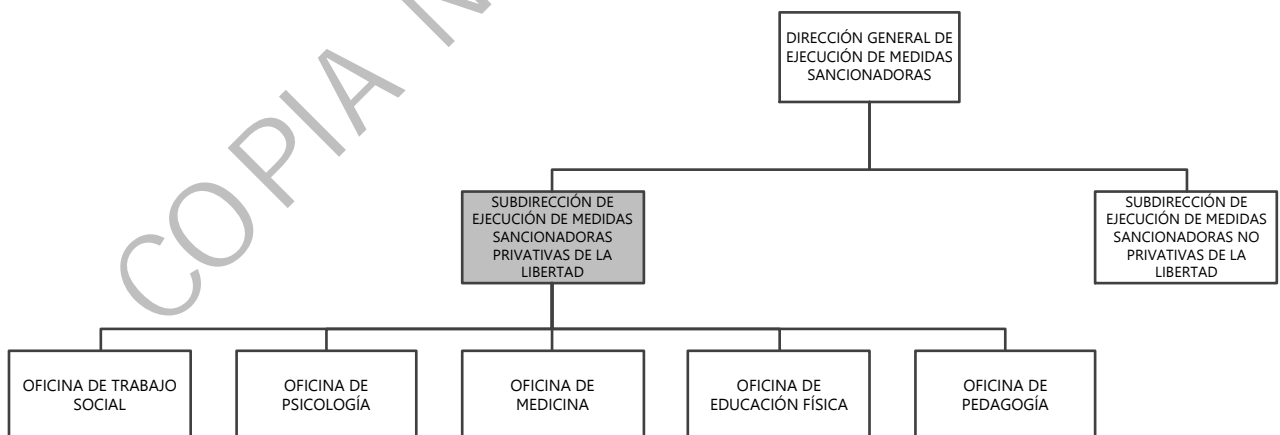 DIRECCIÓN GENERAL DE
EJECUCIÓN DE MEDIDAS
SANCIONADORAS
SUBDIRECCIÓN DE
EJECUCIÓN DE MEDIDAS
SANCIONADORAS
PRIVATIVAS DE LA
LIBERTAD
SUBDIRECCIÓN DE
EJECUCIÓN DE MEDIDAS
SANCIONADORAS NO
PRIVATIVAS DE LA
LIBERTAD
OFICINA DE TRABAJO
SOCIAL
OFICINA DE
PSICOLOGÍA
OFICINA DE
MEDICINA
OFICINA DE
EDUCACIÓN FÍSICA
OFICINA DE
PEDAGOGÍA
COPIA